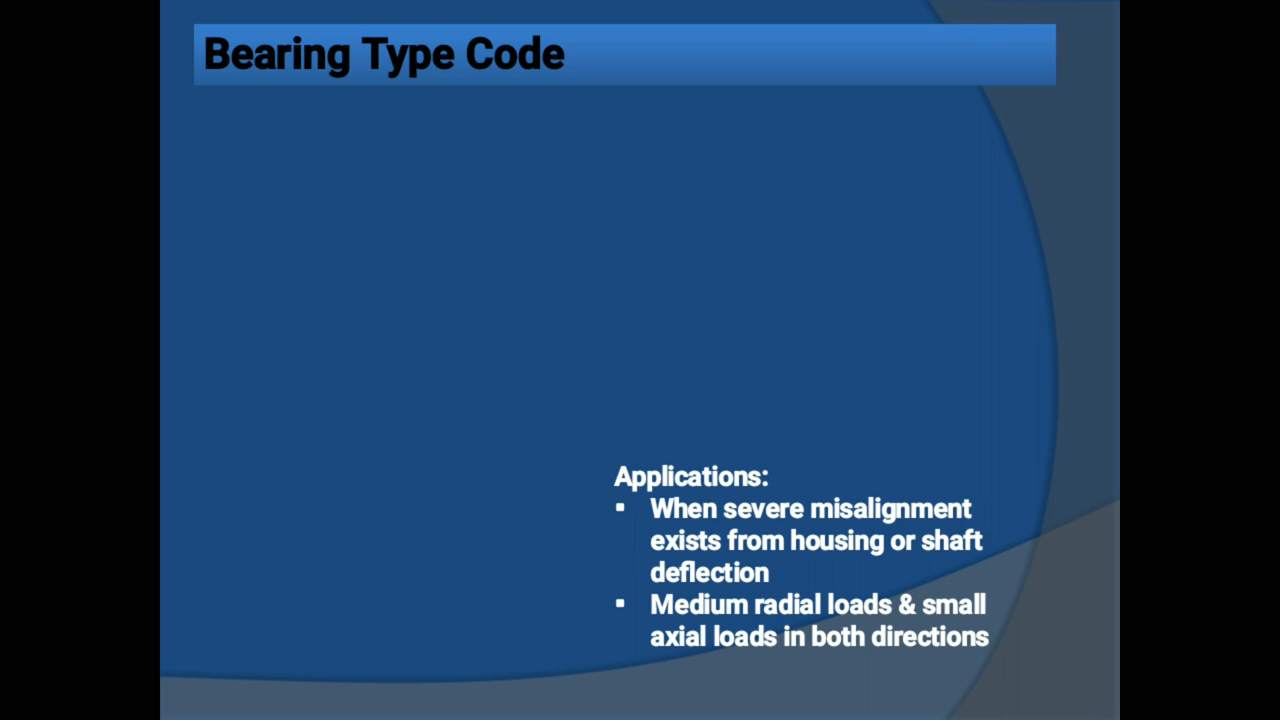 Bearing Type Code
Applications:
▪ When severe misalignment
exists from housing or shaft
deflection
▪ Medium radial loads & small
axial loads in both directions